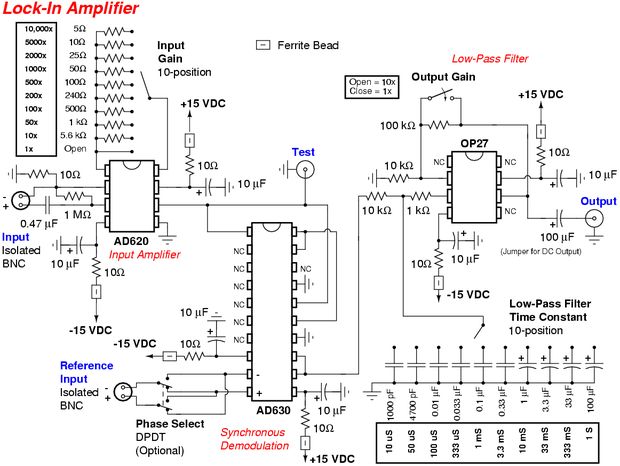 Lock-In Amplifier
10,000x 5Ω
5000x 10Ω
2000x 25Ω
1000x 50Ω
500x 100Ω
200x 240Ω
100x 500Ω
50x 1 kΩ
10x 5.6 kΩ
1x Open
Input
Gain
10-position
+15 VDC
10Ω
10 µF
- Ferrite Bead
Low-Pass Filter
Open = 10x
Close = 1x
Output Gain
100 kΩ
+15 VDC
OP27
10Ω
10 kΩ
NC
NC
10 µF
10 kΩ
1 kΩ
NC
Output
100 µF
(Jumper for DC Output)
10Ω
10 µF
-15 VDC
Test
10Ω
1 MΩ
0.47 µF
Input
Isolated
BNC
AD620
Input Amplifier
10 µF
10Ω
-15 VDC
NC
NC
NC
NC
NC
NC
10 µF
-15 VDC
10Ω
Reference
Input
Isolated
BNC
Phase Select
DPDT
(Optional)
-
+
AD630
Synchronous
Demodulation
10 µF
10Ω
+15 VDC
Low-Pass Filter
Time Constant
10-position
1000 pF
4700 pF
0.01 µF
0.033 µF
0.1 µF
0.33 µF
1 µF
3.3 µF
33 µF
100 µF
10 uS
50 uS
100 uS
333 uS
1 mS
3.3 mS
10 mS
33 mS
333 mS
1 S